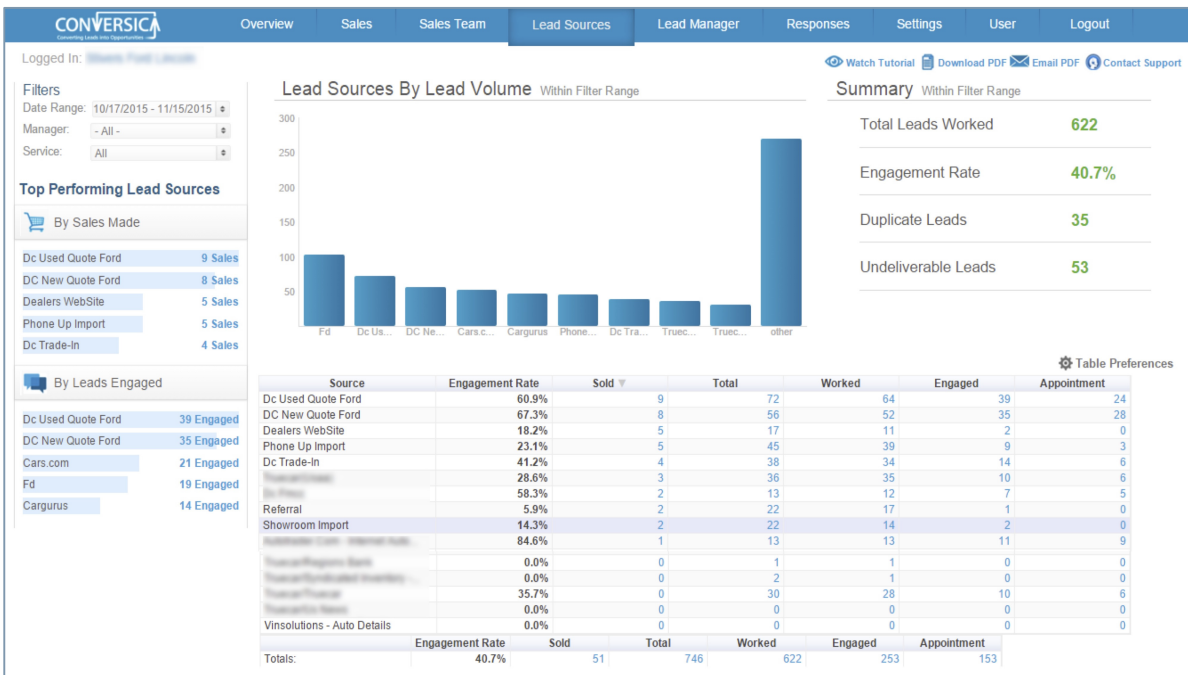 CONVERSICA
Converting Leads into Opportunities
Overview Sales Sales Team Lead Sources Lead Manager Responses Settings User Logout
Logged In:
Watch Tutorial Download PDF Email PDF Contact Support
Filters
Date Range: 10/17/2015 - 11/15/2015
Manager: - All -
Service: All
Top Performing Lead Sources
By Sales Made
Dc Used Quote Ford 9 Sales
DC New Quote Ford 8 Sales
Dealers WebSite 5 Sales
Phone Up Import 5 Sales
Dc Trade-In 4 Sales
By Leads Engaged
Dc Used Quote Ford 39 Engaged
DC New Quote Ford 35 Engaged
Cars.com 21 Engaged
Fd 19 Engaged
Cargurus 14 Engaged
Lead Sources By Lead Volume Within Filter Range
300
250
200
150
100
50
Fd Dc Us... DC Ne... Cars.c... Cargurus Phone... Dc Tra... Truec... Truec... other
Summary Within Filter Range
Total Leads Worked 622
Engagement Rate 40.7%
Duplicate Leads 35
Undeliverable Leads 53
Table Preferences
Source Engagement Rate Sold Total Worked Engaged Appointment
Dc Used Quote Ford 60.9% 9 72 64 39 24
DC New Quote Ford 67.3% 8 56 52 35 28
Dealers WebSite 18.2% 5 17 11 2 0
Phone Up Import 23.1% 5 45 39 9 3
Dc Trade-In 41.2% 4 38 34 14 6
28.6% 3 36 35 10 6
58.3% 2 13 12 7 5
Referral 5.9% 2 22 17 1 0
Showroom Import 14.3% 2 22 14 2 0
84.6% 1 13 13 11 9
0.0% 0 1 1 0 0
0.0% 0 2 1 0 0
35.7% 0 30 28 10 6
0.0% 0 0 0 0 0
Vinsolutions - Auto Details 0.0% 0 0 0 0 0
Engagement Rate Sold Total Worked Engaged Appointment
Totals: 40.7% 51 746 622 253 153